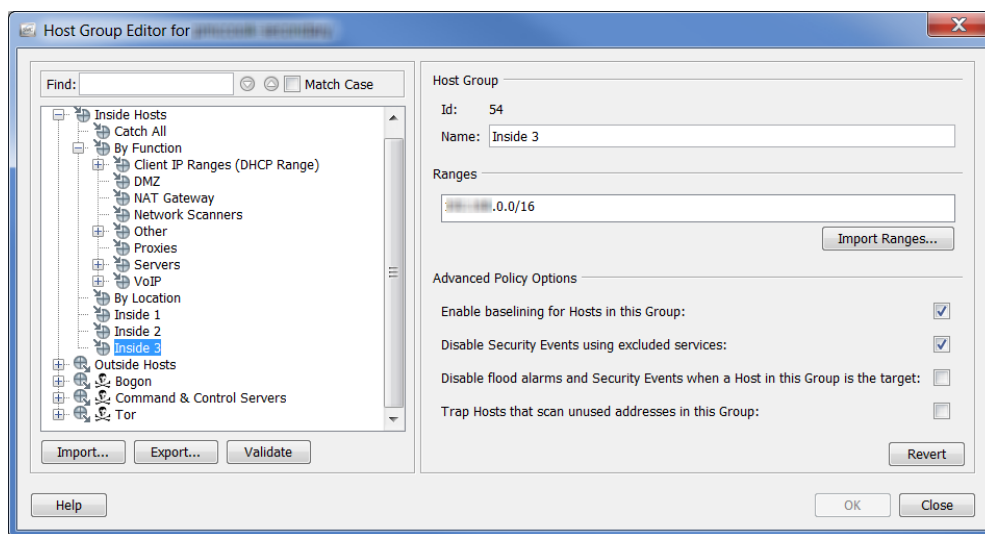 Host Group Editor for
Find:
Match Case
Inside Hosts
Catch All
By Function
Client IP Ranges (DHCP Range)
DMZ
NAT Gateway
Network Scanners
Other
Proxies
Servers
VoIP
By Location
Inside 1
Inside 2
Inside 3
Outside Hosts
Bogon
Command & Control Servers
Tor
Import...
Export...
Validate
Host Group
Id: 54
Name: Inside 3
Ranges
.0.0/16
Import Ranges...
Advanced Policy Options
Enable baselining for Hosts in this Group:
Disable Security Events using excluded services:
Disable flood alarms and Security Events when a Host in this Group is the target:
Trap Hosts that scan unused addresses in this Group:
Revert
Help
OK
Close